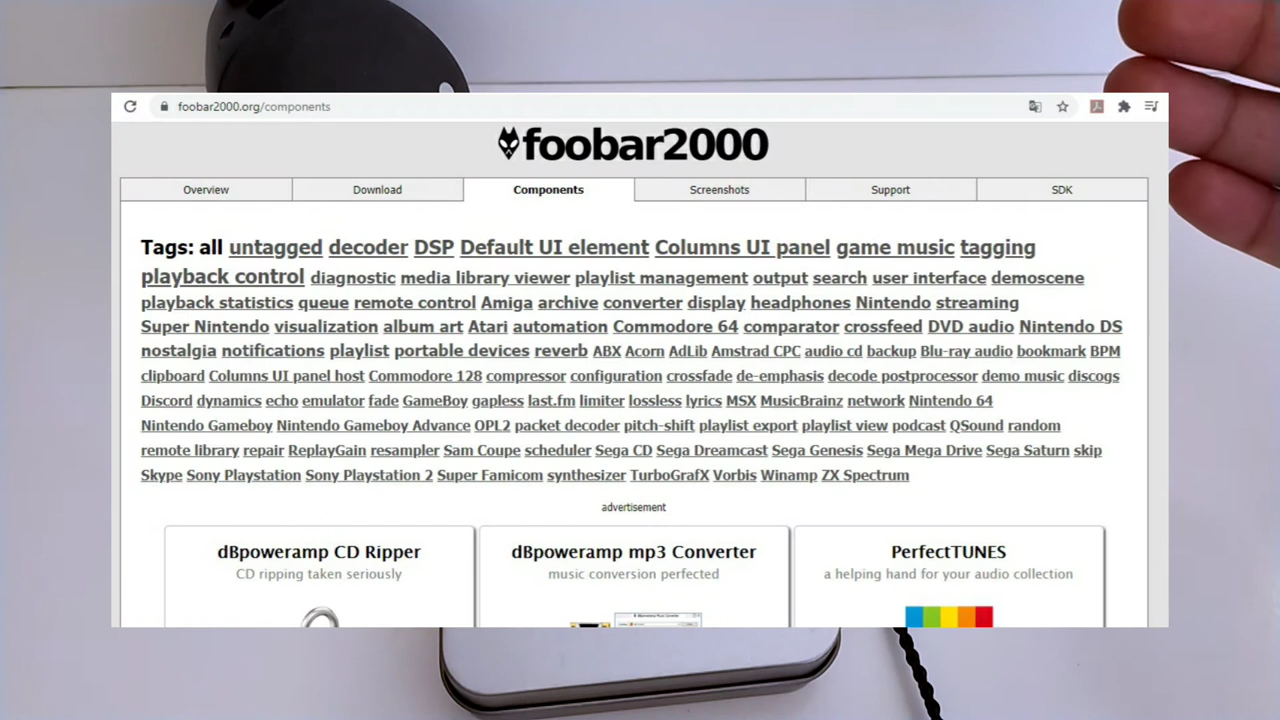 foobar2000.org/components
foobar2000
Overview Download Components Screenshots Support SDK
Tags: all untagged decoder DSP Default UI element Columns UI panel game music tagging
playback control diagnostic media library viewer playlist management output search user interface demoscene
playback statistics queue remote control Amiga archive converter display headphones Nintendo streaming
Super Nintendo visualization album art Atari automation Commodore 64 comparator crossfeed DVD audio Nintendo DS
nostalgia notifications playlist portable devices reverb ABX Acorn AdLib Amstrad CPC audio cd backup Blu-ray audio bookmark BPM
clipboard Columns UI panel host Commodore 128 compressor configuration crossfade de-emphasis decode postprocessor demo music discogs
Discord dynamics echo emulator fade GameBoy gapless last.fm limiter lossless lyrics MSX MusicBrainz network Nintendo 64
Nintendo Gameboy Nintendo Gameboy Advance OPL2 packet decoder pitch-shift playlist export playlist view podcast QSound random
remote library repair ReplayGain resampler Sam Coupe scheduler Sega CD Sega Dreamcast Sega Genesis Sega Mega Drive Sega Saturn skip
Skype Sony Playstation Sony Playstation 2 Super Famicom synthesizer TurboGrafX Vorbis Winamp ZX Spectrum
advertisement
dBpoweramp CD Ripper dBpoweramp mp3 Converter PerfectTUNES
CD ripping taken seriously music conversion perfected a helping hand for your audio collection